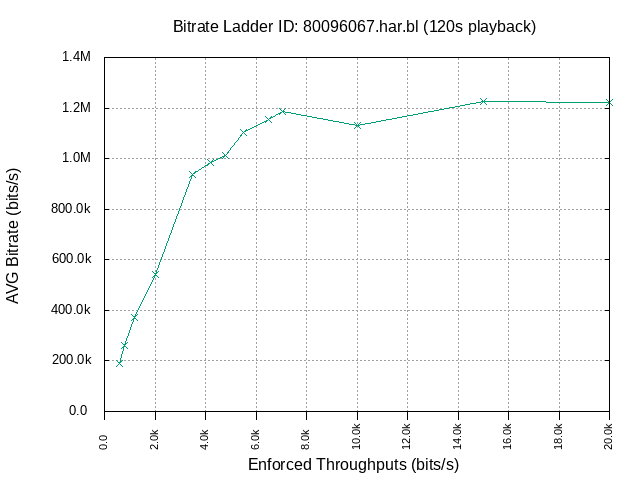 Bitrate Ladder ID: 80096067.har.bl (120s playback)
1.4M
1.2M
1.0M
800.0k
600.0k
400.0k
200.0k
0.0
AVG Bitrate (bits/s)
0.0
2.0k
4.0k
6.0k
8.0k
10.0k
12.0k
14.0k
16.0k
18.0k
20.0k
Enforced Throughputs (bits/s)